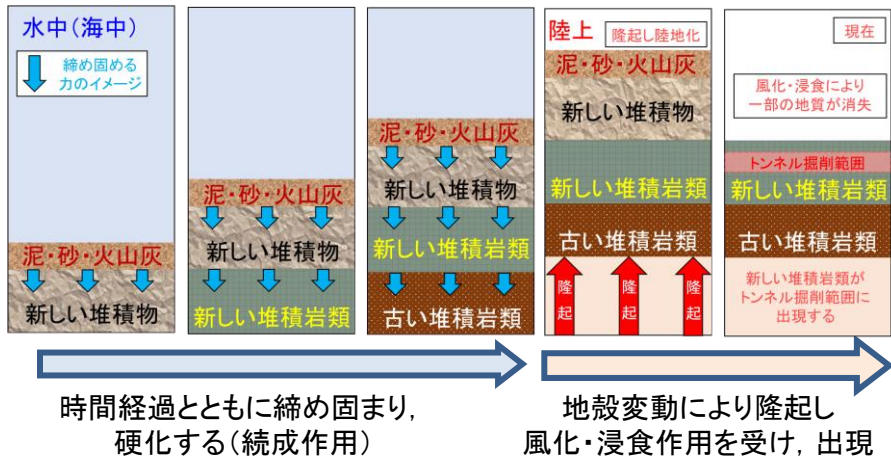 水中(海中)
締め固める
力のイメージ
泥・砂・火山灰
新しい堆積物
泥・砂・火山灰
新しい堆積物
新しい堆積岩類
泥・砂・火山灰
新しい堆積物
新しい堆積岩類
古い堆積岩類
陸上
隆起し陸地化
泥・砂・火山灰
新しい堆積物
新しい堆積岩類
古い堆積岩類
隆起
隆起
隆起
現在
風化・浸食により
一部の地質が消失
トンネル掘削範囲
新しい堆積岩類
古い堆積岩類
新しい堆積岩類が
トンネル掘削範囲に
出現する
時間経過とともに締め固まり,
硬化する(続成作用)
地殻変動により隆起し
風化・浸食作用を受け, 出現